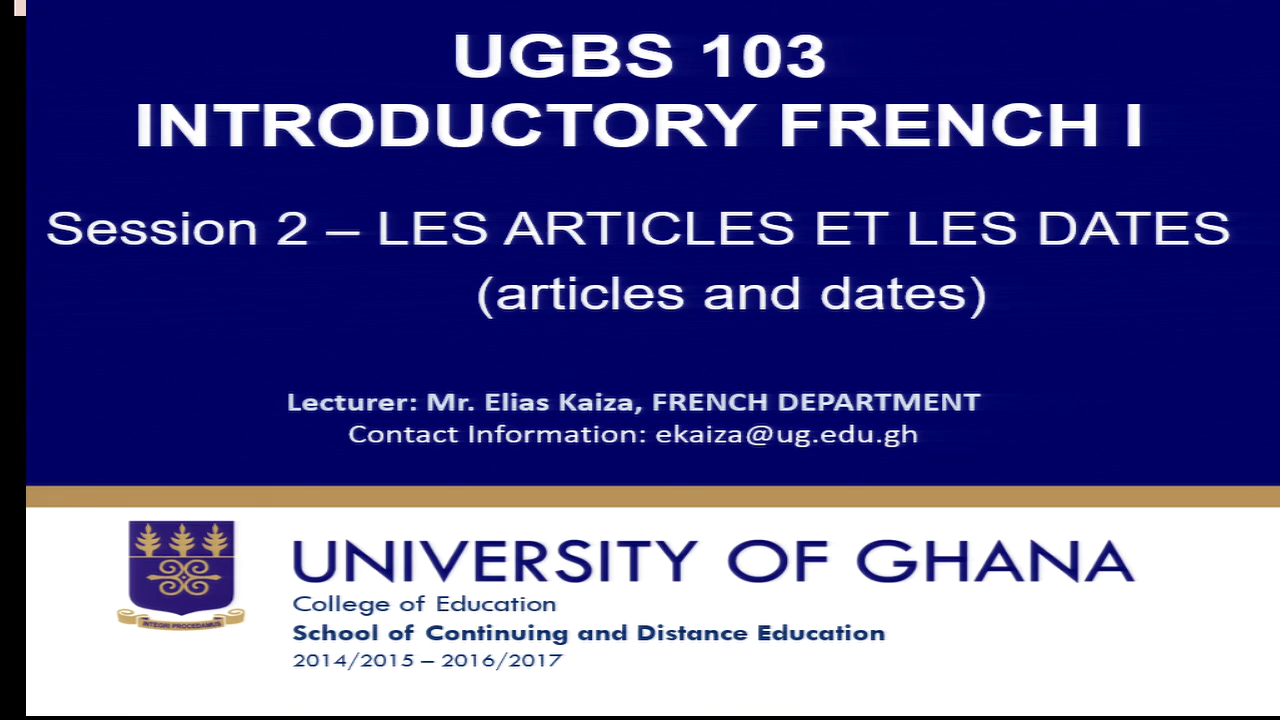 UGBS 103
INTRODUCTORY FRENCH I
Session 2 – LES ARTICLES ET LES DATES
(articles and dates)
Lecturer: Mr. Elias Kaiza, FRENCH DEPARTMENT
Contact Information: ekaiza@ug.edu.gh
INTEGRI PROCEDAMUS
UNIVERSITY OF GHANA
College of Education
School of Continuing and Distance Education
2014/2015 – 2016/2017